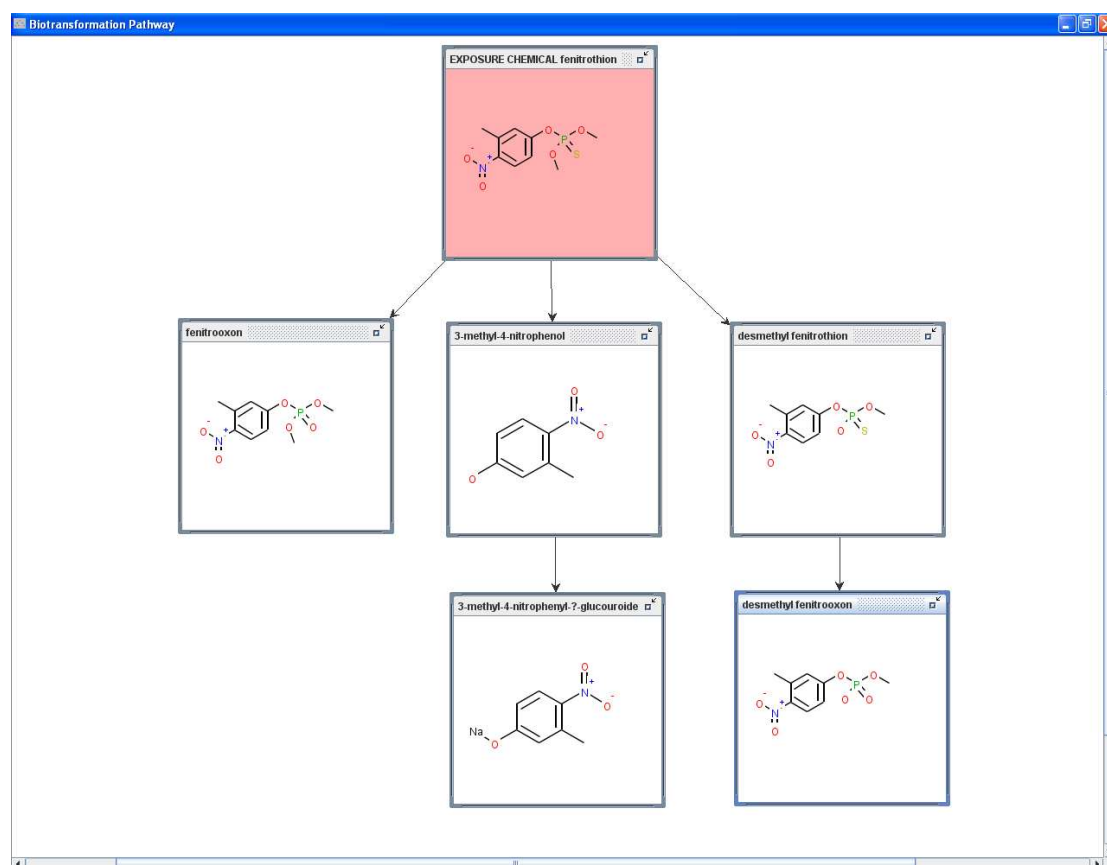 Biotransformation Pathway
EXPOSURE CHEMICAL fenitrothion
O P O
O S
O⁻ N⁺
O
fenitrooxon
O P O
O O
O⁻ N⁺
O
3-methyl-4-nitrophenol
O
N⁺ O⁻
O
desmethyl fenitrothion
O P O
O S
O⁻ N⁺
O
3-methyl-4-nitrophenyl-?-glucouroide
O
N⁺ O⁻
Na O
desmethyl fenitrooxon
O P O
O O
O⁻ N⁺
O